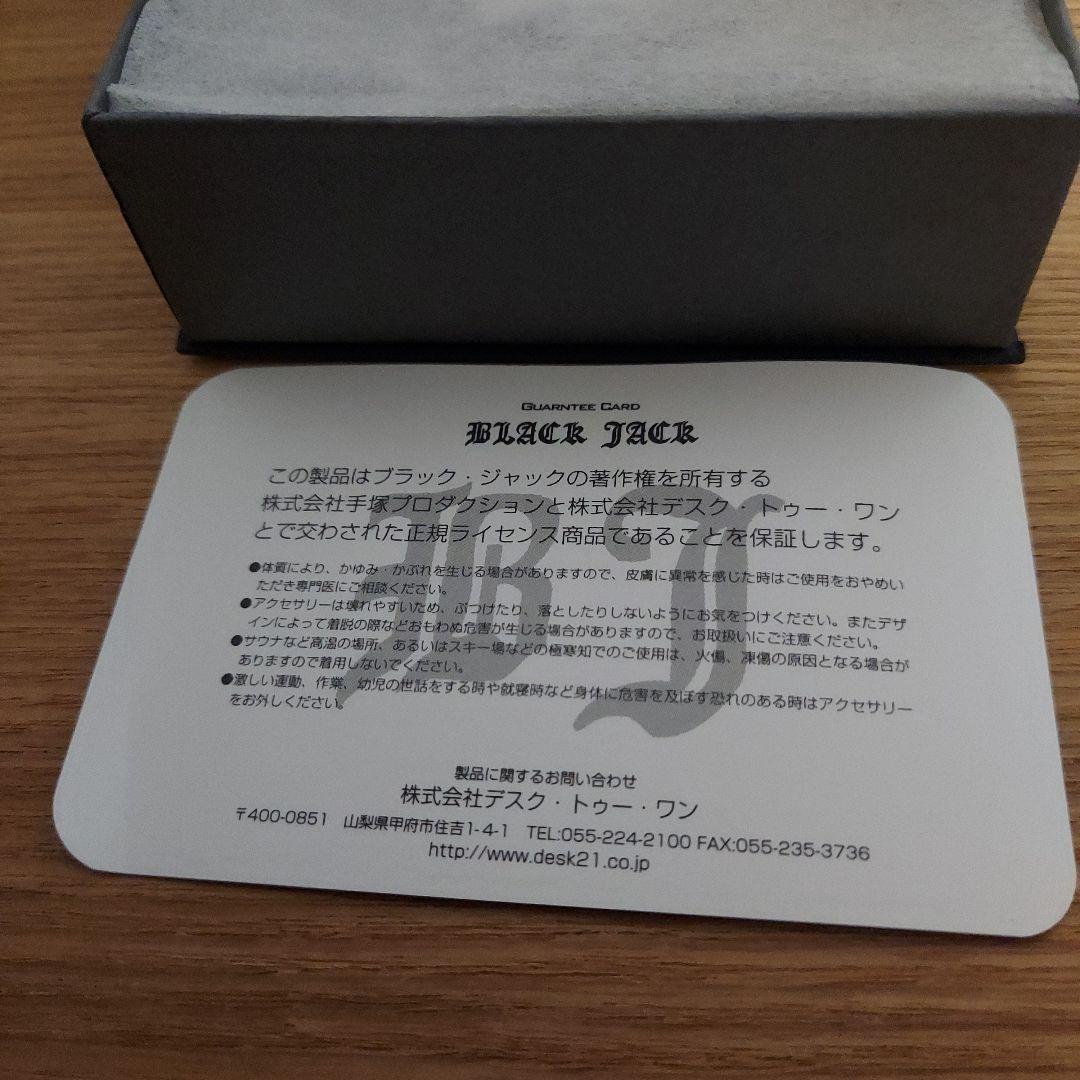 GUARNTEE CARD
BLACK JACK
この製品はブラック・ジャックの著作権を所有する
株式会社手塚プロダクションと株式会社デスク・トゥー・ワン
とで交わされた正規ライセンス商品であることを保証します。
BJ
●体質により、かゆみ・かぶれを生じる場合がありますので、皮膚に異常を感じた時はご使用をおやめい
ただき専門医にご相談ください。
●アクセサリーは壊れやすいため、ぶつけたり、落としたりしないようにお気をつけください。またデザ
インによって着脱の際などおもわぬ危害が生じる場合がありますので、お取扱いにご注意ください。
●サウナなど高温の場所、あるいはスキー場などの極寒知でのご使用は、火傷、凍傷の原因となる場合が
ありますので着用しないでください。
●激しい運動、作業、幼児の世話をする時や就寝時など身体に危害を及ぼす恐れのある時はアクセサリー
をお外しください。
製品に関するお問い合わせ
株式会社デスク・トゥー・ワン
〒400-0851 山梨県甲府市住吉1-4-1 TEL:055-224-2100 FAX:055-235-3736
http://www.desk21.co.jp